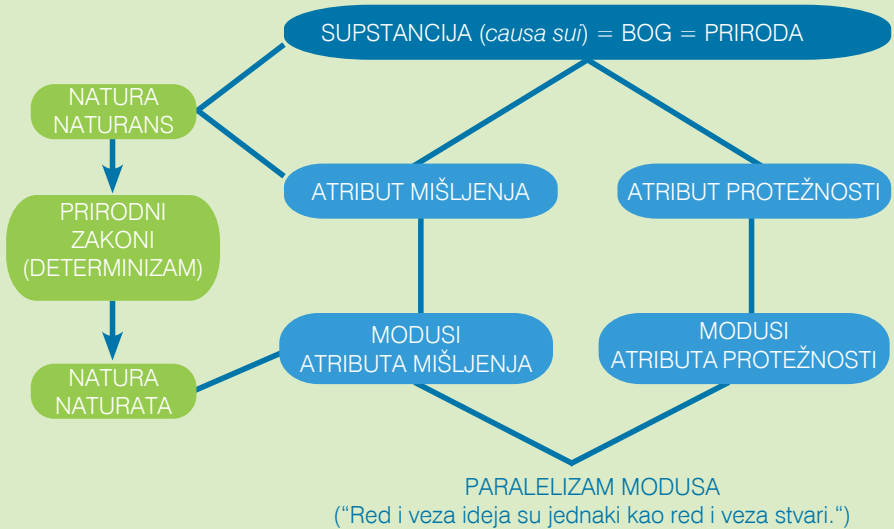 SUPSTANCIJA (causa sui) = BOG = PRIRODA
NATURA
NATURANS
ATRIBUT MIŠLJENJA
ATRIBUT PROTEŽNOSTI
PRIRODNI
ZAKONI
(DETERMINIZAM)
MODUSI
ATRIBUTA MIŠLJENJA
MODUSI
ATRIBUTA PROTEŽNOSTI
NATURA
NATURATA
PARALELIZAM MODUSA
(“Red i veza ideja su jednaki kao red i veza stvari.“)